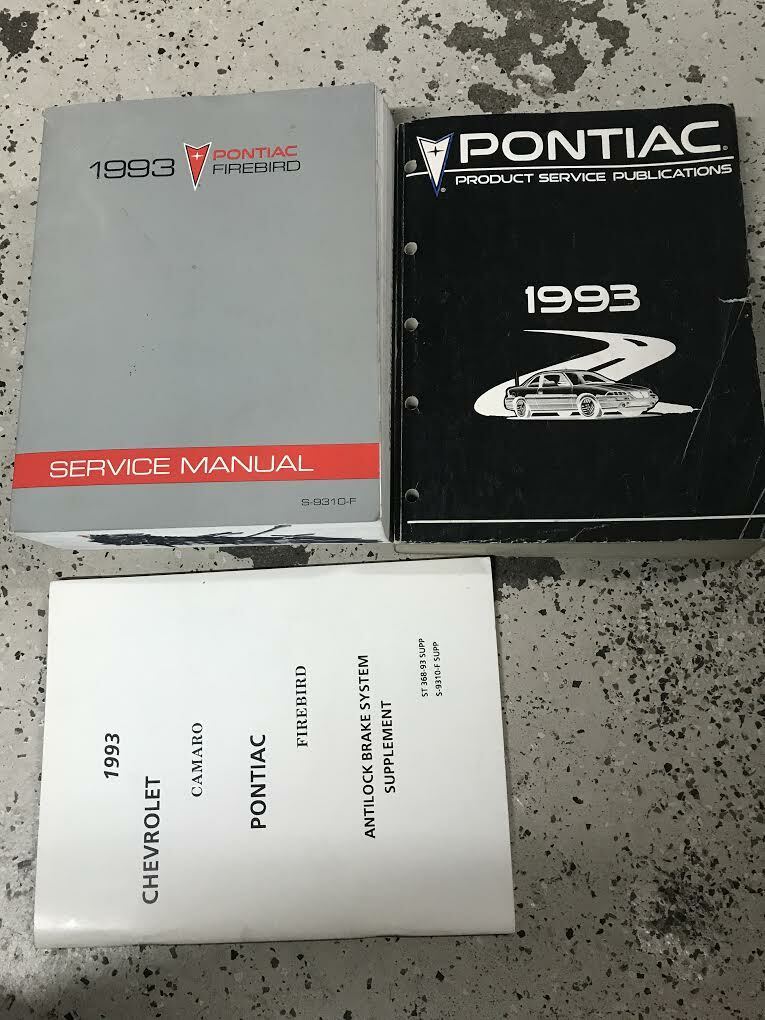 1993 PONTIAC
FIREBIRD
SERVICE MANUAL
S-9310-F
PONTIAC®
PRODUCT SERVICE PUBLICATIONS
1993
1993
CHEVROLET
CAMARO
PONTIAC
FIREBIRD
ANTILOCK BRAKE SYSTEM
SUPPLEMENT
ST 368-93 SUPP
S-9310-F SUPP